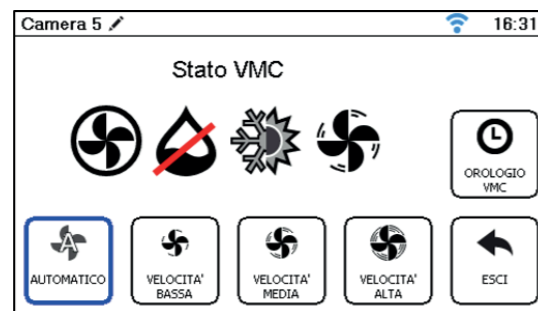 Camera 5
16:31
Stato VMC
OROLOGIO
VMC
A
AUTOMATICO
VELOCITA'
BASSA
VELOCITA'
MEDIA
VELOCITA'
ALTA
ESCI